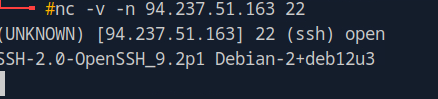 #nc -v -n 94.237.51.163 22
(UNKNOWN) [94.237.51.163] 22 (ssh) open
SSH-2.0-OpenSSH_9.2p1 Debian-2+deb12u3